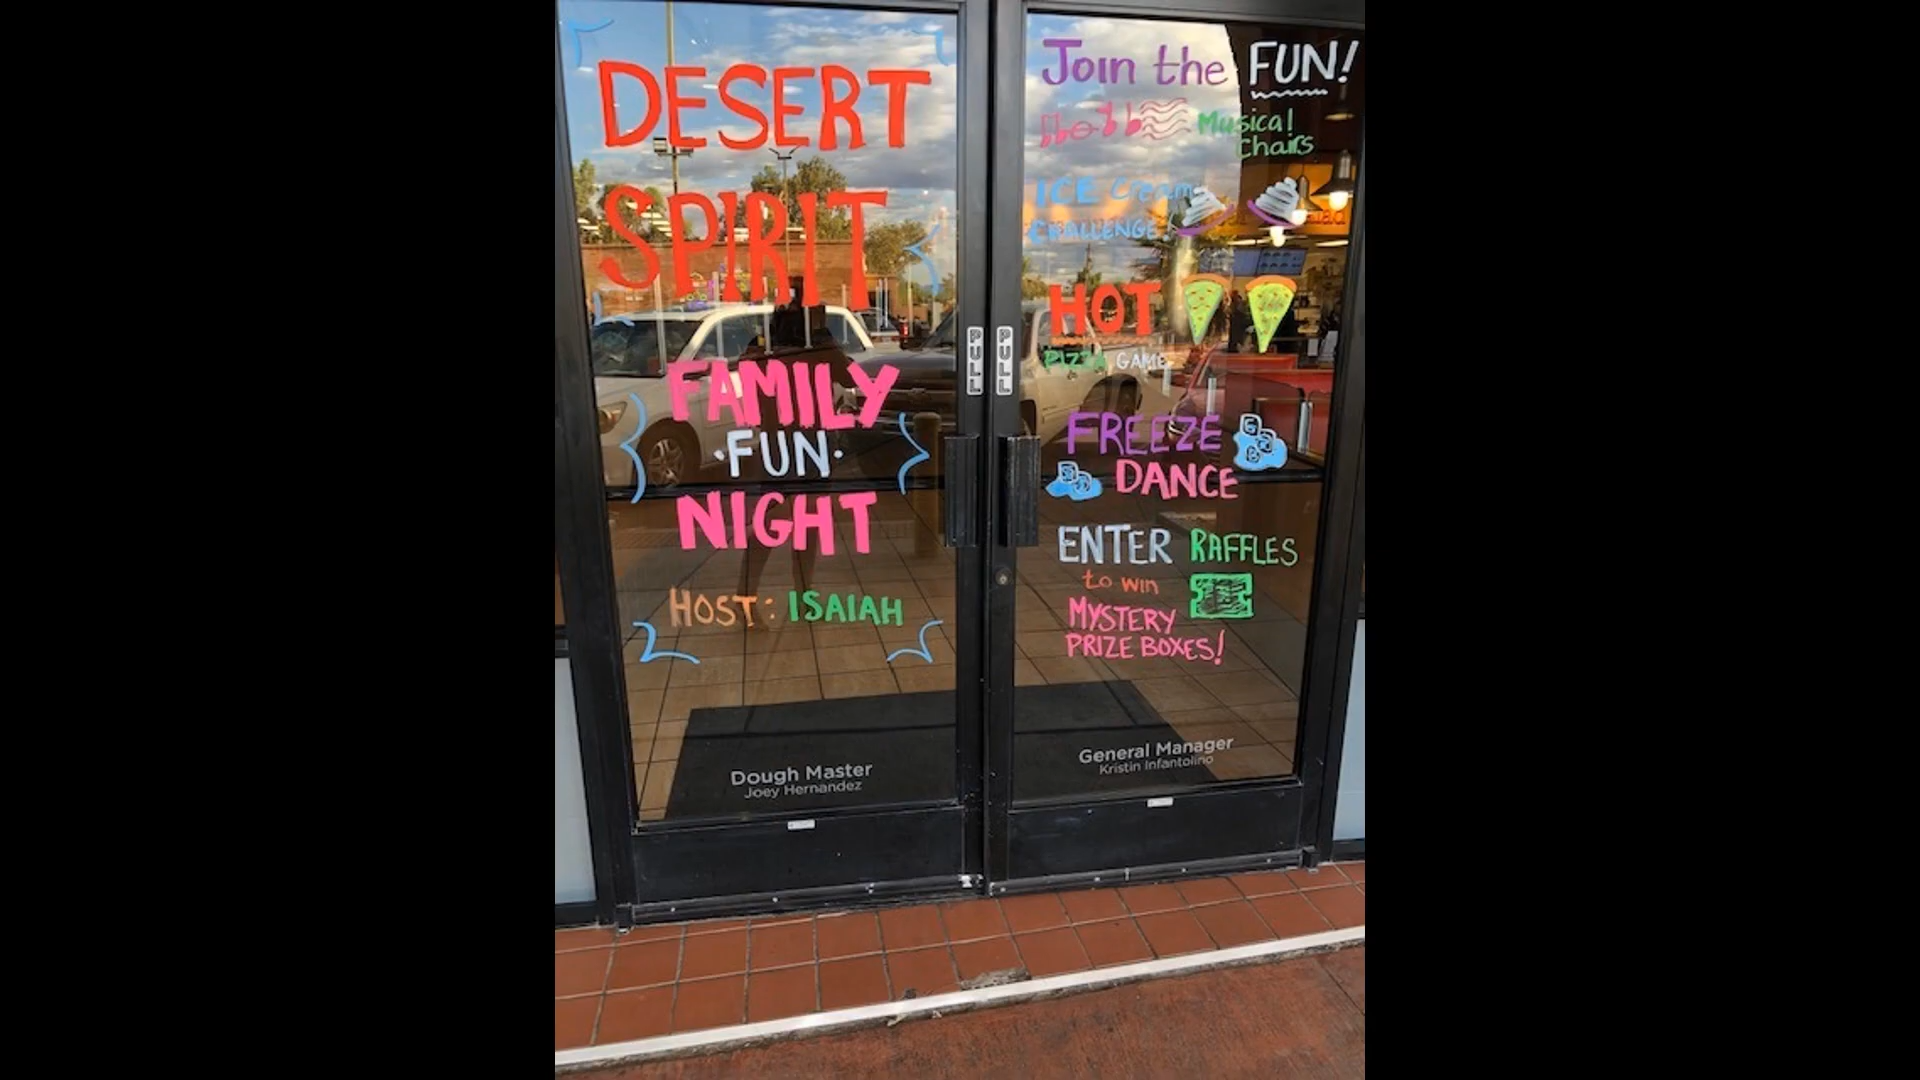 DESERT
SPIRIT
FAMILY
·FUN·
NIGHT
HOST: ISAIAH
Dough Master
Joey Hernandez
PULL
PULL
Join the FUN!
Musical
Chairs
ICE Cream
CHALLENGE!
HOT
PIZZA GAME
FREEZE
DANCE
ENTER RAFFLES
to win
MYSTERY
PRIZE BOXES!
General Manager
Kristin Infantolino